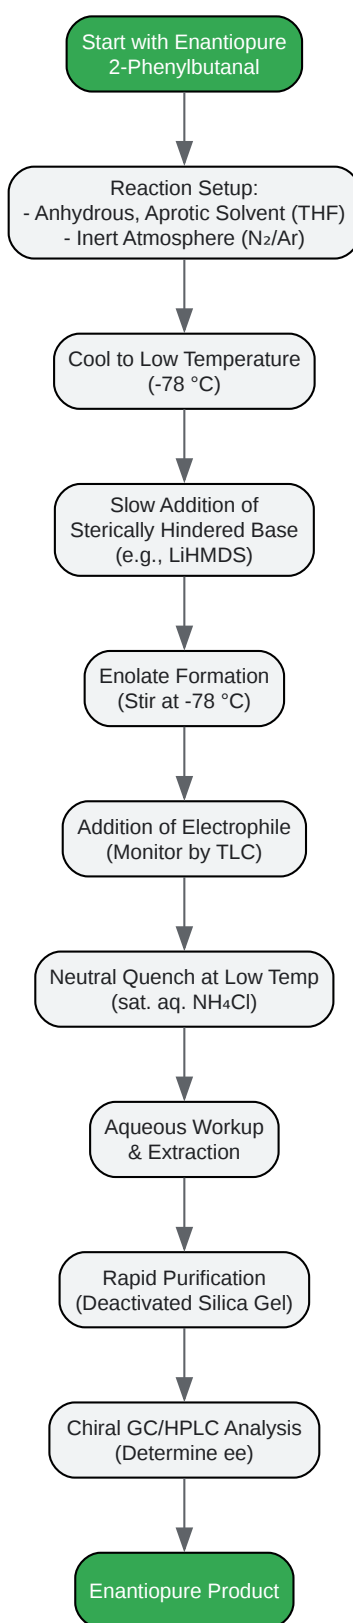 Start with Enantiopure
2-Phenylbutanal
Reaction Setup:
- Anhydrous, Aprotic Solvent (THF)
- Inert Atmosphere (N₂/Ar)
Cool to Low Temperature
(-78 °C)
Slow Addition of
Sterically Hindered Base
(e.g., LiHMDS)
Enolate Formation
(Stir at -78 °C)
Addition of Electrophile
(Monitor by TLC)
Neutral Quench at Low Temp
(sat. aq. NH₄Cl)
Aqueous Workup
& Extraction
Rapid Purification
(Deactivated Silica Gel)
Chiral GC/HPLC Analysis
(Determine ee)
Enantiopure Product